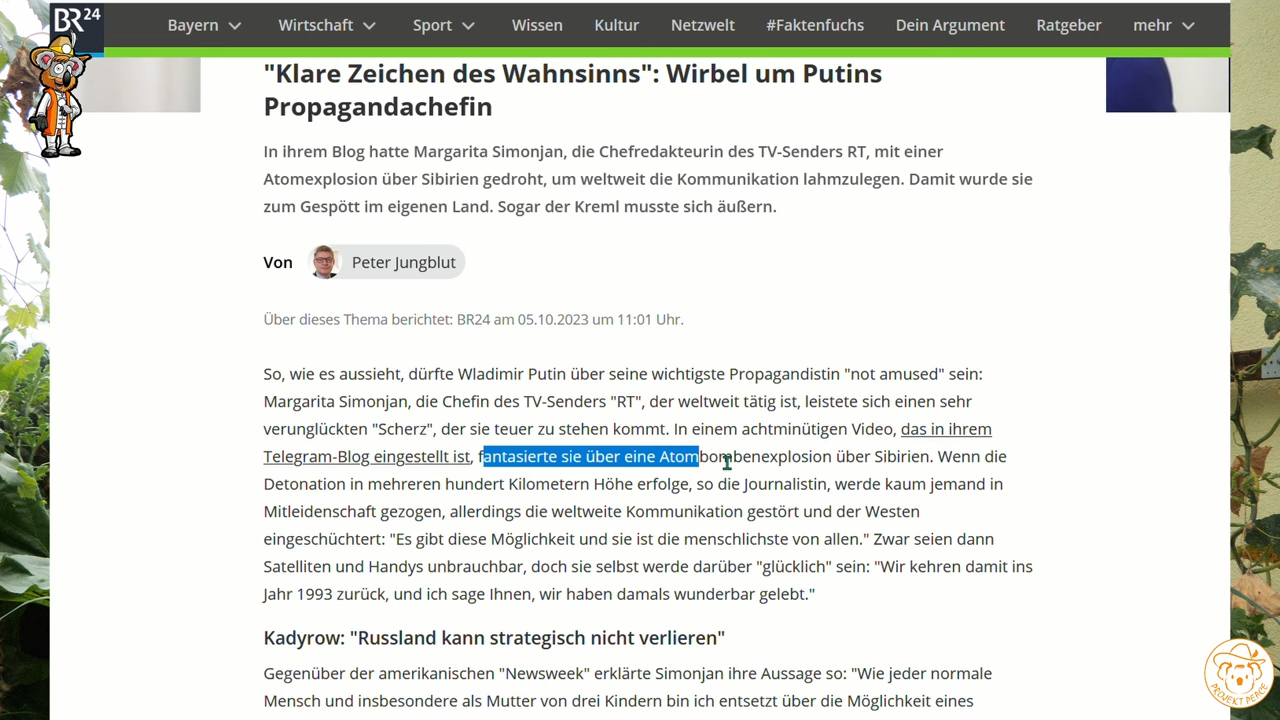 BR24
Bayern Wirtschaft Sport Wissen Kultur Netzwelt #Faktenfuchs Dein Argument Ratgeber mehr
"Klare Zeichen des Wahnsinns": Wirbel um Putins
Propagandachefin
In ihrem Blog hatte Margarita Simonjan, die Chefredakteurin des TV-Senders RT, mit einer
Atomexplosion über Sibirien gedroht, um weltweit die Kommunikation lahmzulegen. Damit wurde sie
zum Gespött im eigenen Land. Sogar der Kreml musste sich äußern.
Von Peter Jungblut
Über dieses Thema berichtet: BR24 am 05.10.2023 um 11:01 Uhr.
So, wie es aussieht, dürfte Wladimir Putin über seine wichtigste Propagandistin "not amused" sein:
Margarita Simonjan, die Chefin des TV-Senders "RT", der weltweit tätig ist, leistete sich einen sehr
verunglückten "Scherz", der sie teuer zu stehen kommt. In einem achtminütigen Video, das in ihrem
Telegram-Blog eingestellt ist, fantasierte sie über eine Atombombenexplosion über Sibirien. Wenn die
Detonation in mehreren hundert Kilometern Höhe erfolge, so die Journalistin, werde kaum jemand in
Mitleidenschaft gezogen, allerdings die weltweite Kommunikation gestört und der Westen
eingeschüchtert: "Es gibt diese Möglichkeit und sie ist die menschlichste von allen." Zwar seien dann
Satelliten und Handys unbrauchbar, doch sie selbst werde darüber "glücklich" sein: "Wir kehren damit ins
Jahr 1993 zurück, und ich sage Ihnen, wir haben damals wunderbar gelebt."
Kadyrow: "Russland kann strategisch nicht verlieren"
Gegenüber der amerikanischen "Newsweek" erklärte Simonjan ihre Aussage so: "Wie jeder normale
Mensch und insbesondere als Mutter von drei Kindern bin ich entsetzt über die Möglichkeit eines
PROJEKT PEACE